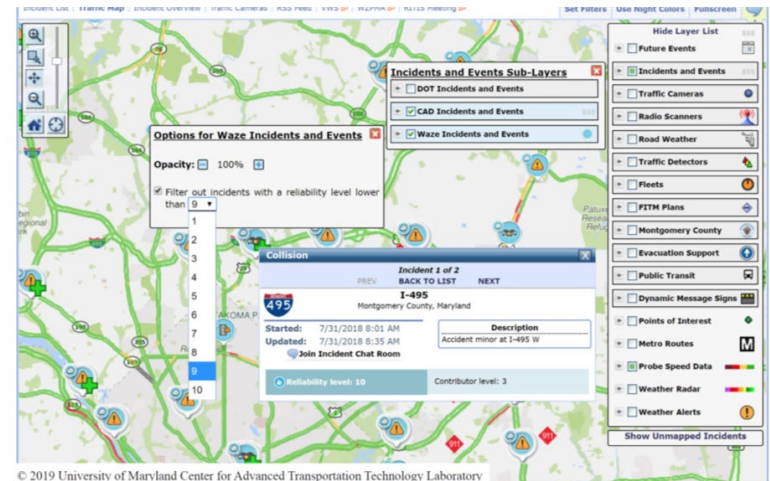 Incident List | Traffic Map | Incident Overview | Traffic Cameras | RSS Feed | VWS | WZPMA | RITIS Meeting
Set Filters | Use Night Colors | Fullscreen
Hide Layer List
Future Events
Incidents and Events
Traffic Cameras
Radio Scanners
Road Weather
Traffic Detectors
Fleets
FITM Plans
Montgomery County
Evacuation Support
Public Transit
Dynamic Message Signs
Points of Interest
Metro Routes
M
Probe Speed Data
Weather Radar
Weather Alerts
Show Unmapped Incidents
Incidents and Events Sub-Layers
DOT Incidents and Events
CAD Incidents and Events
Waze Incidents and Events
Options for Waze Incidents and Events
Opacity: 100%
Filter out incidents with a reliability level lower
than 9
1
2
3
4
5
6
7
8
9
10
Collision X
Incident 1 of 2
PREV BACK TO LIST NEXT
495
I-495
Montgomery County, Maryland
Started: 7/31/2018 8:01 AM
Updated: 7/31/2018 8:35 AM
Join Incident Chat Room
Description
Accident minor at I-495 W
Reliability level: 10
Contributor level: 3
911
911
911
© 2019 University of Maryland Center for Advanced Transportation Technology Laboratory